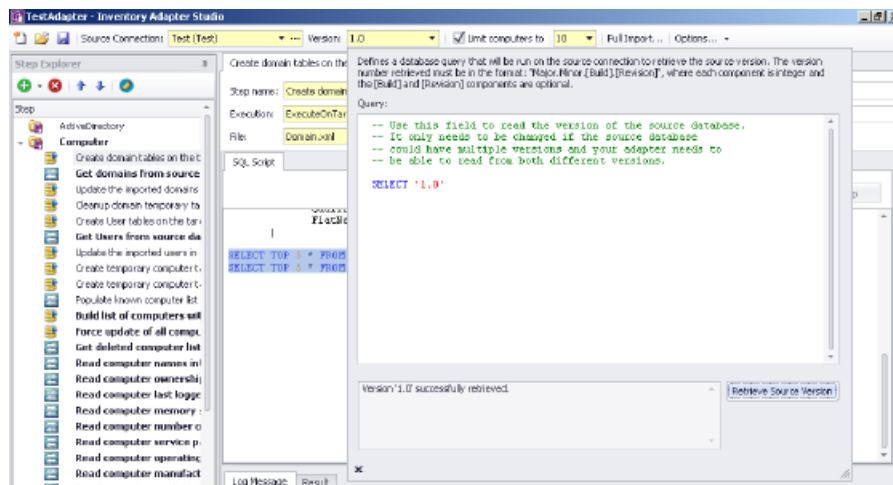 TestAdapter - Inventory Adapter Studio
Source Connection: Test (Test) Version: 1.0 Limit computers to 10 Full Import... Options...
Step Explorer
Step
ActiveDirectory
Computer
Create domain tables on the t
Get domains from source
Update the imported domains
Cleanup domain temporary ta
Create User tables on the tar
Get Users from source da
Update the imported users in
Create temporary computer t
Create temporary computer t
Populate known computer list
Build list of computers wit
Force update of all compu
Get deleted computer list
Read computer names in
Read computer ownership
Read computer last logge
Read computer memory
Read computer number o
Read computer service p
Read computer operating
Read computer manufact
Create domain tables on the
Step name: Create domain
Execution: ExecuteOnTar
File: Domain.xml
SQL Script
FlatNa
SELECT TOP * FROM
SELECT TOP * FROM
Log Message Result
Defines a database query that will be run on the source connection to retrieve the source version. The version
number retrieved must be in the format: 'Major.Minor.[Build].[Revision]', where each component is integer and
the [Build] and [Revision] components are optional.
Query:
-- Use this field to read the version of the source database.
-- It only needs to be changed if the source database
-- could have multiple versions and your adapter needs to
-- be able to read from both different versions.
SELECT '1.0'
Version '1.0' successfully retrieved.
Retrieve Source Version